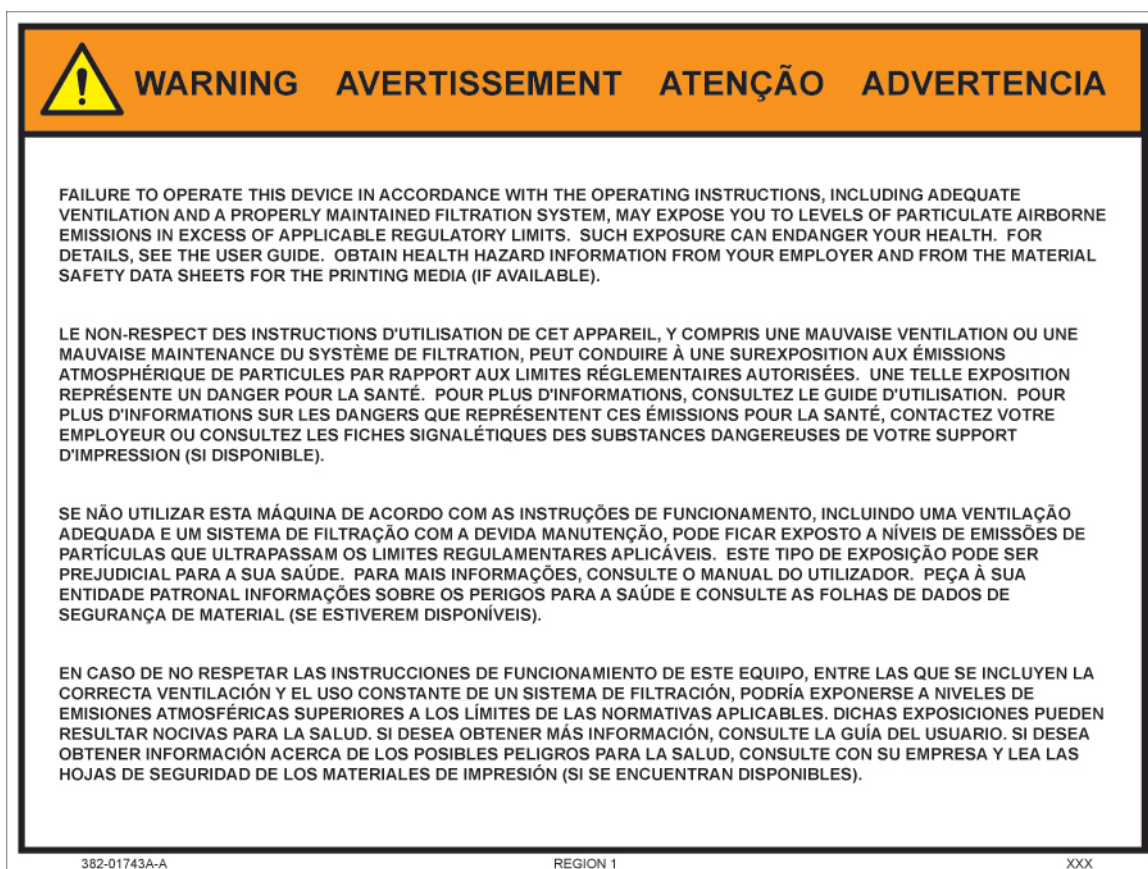 WARNING AVERTISSEMENT ATENÇÃO ADVERTENCIA
FAILURE TO OPERATE THIS DEVICE IN ACCORDANCE WITH THE OPERATING INSTRUCTIONS, INCLUDING ADEQUATE
VENTILATION AND A PROPERLY MAINTAINED FILTRATION SYSTEM, MAY EXPOSE YOU TO LEVELS OF PARTICULATE AIRBORNE
EMISSIONS IN EXCESS OF APPLICABLE REGULATORY LIMITS. SUCH EXPOSURE CAN ENDANGER YOUR HEALTH. FOR
DETAILS, SEE THE USER GUIDE. OBTAIN HEALTH HAZARD INFORMATION FROM YOUR EMPLOYER AND FROM THE MATERIAL
SAFETY DATA SHEETS FOR THE PRINTING MEDIA (IF AVAILABLE).
LE NON-RESPECT DES INSTRUCTIONS D'UTILISATION DE CET APPAREIL, Y COMPRIS UNE MAUVAISE VENTILATION OU UNE
MAUVAISE MAINTENANCE DU SYSTÈME DE FILTRATION, PEUT CONDUIRE À UNE SUREXPOSITION AUX ÉMISSIONS
ATMOSPHÉRIQUE DE PARTICULES PAR RAPPORT AUX LIMITES RÉGLEMENTAIRES AUTORISÉES. UNE TELLE EXPOSITION
REPRÉSENTE UN DANGER POUR LA SANTÉ. POUR PLUS D'INFORMATIONS, CONSULTEZ LE GUIDE D'UTILISATION. POUR
PLUS D'INFORMATIONS SUR LES DANGERS QUE REPRÉSENTENT CES ÉMISSIONS POUR LA SANTÉ, CONTACTEZ VOTRE
EMPLOYEUR OU CONSULTEZ LES FICHES SIGNALÉTIQUES DES SUBSTANCES DANGEREUSES DE VOTRE SUPPORT
D'IMPRESSION (SI DISPONIBLE).
SE NÃO UTILIZAR ESTA MÁQUINA DE ACORDO COM AS INSTRUÇÕES DE FUNCIONAMENTO, INCLUINDO UMA VENTILAÇÃO
ADEQUADA E UM SISTEMA DE FILTRAÇÃO COM A DEVIDA MANUTENÇÃO, PODE FICAR EXPOSTO A NÍVEIS DE EMISSÕES DE
PARTÍCULAS QUE ULTRAPASSAM OS LIMITES REGULAMENTARES APLICÁVEIS. ESTE TIPO DE EXPOSIÇÃO PODE SER
PREJUDICIAL PARA A SUA SAÚDE. PARA MAIS INFORMAÇÕES, CONSULTE O MANUAL DO UTILIZADOR. PEÇA À SUA
ENTIDADE PATRONAL INFORMAÇÕES SOBRE OS PERIGOS PARA A SAÚDE E CONSULTE AS FOLHAS DE DADOS DE
SEGURANÇA DE MATERIAL (SE ESTIVEREM DISPONÍVEIS).
EN CASO DE NO RESPETAR LAS INSTRUCCIONES DE FUNCIONAMIENTO DE ESTE EQUIPO, ENTRE LAS QUE SE INCLUYEN LA
CORRECTA VENTILACIÓN Y EL USO CONSTANTE DE UN SISTEMA DE FILTRACIÓN, PODRÍA EXPONERSE A NIVELES DE
EMISIONES ATMOSFÉRICAS SUPERIORES A LOS LÍMITES DE LAS NORMATIVAS APLICABLES. DICHAS EXPOSICIONES PUEDEN
RESULTAR NOCIVAS PARA LA SALUD. SI DESEA OBTENER MÁS INFORMACIÓN, CONSULTE LA GUÍA DEL USUARIO. SI DESEA
OBTENER INFORMACIÓN ACERCA DE LOS POSIBLES PELIGROS PARA LA SALUD, CONSULTE CON SU EMPRESA Y LEA LAS
HOJAS DE SEGURIDAD DE LOS MATERIALES DE IMPRESIÓN (SI SE ENCUENTRAN DISPONIBLES).
382-01743A-A REGION 1 XXX